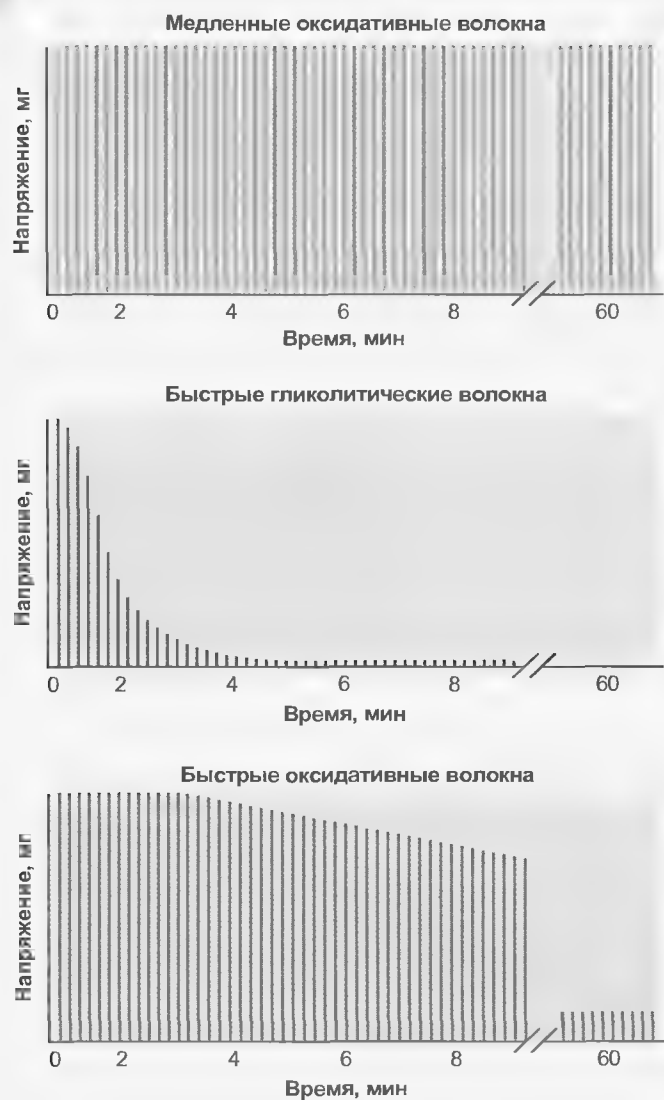 Медленные оксидативные волокна
Напряжение, мг
0 2 4 6 8 60
Время, мин
Быстрые гликолитические волокна
Напряжение, мг
0 2 4 6 8 60
Время, мин
Быстрые оксидативные волокна
Напряжение, мг
0 2 4 6 8 60
Время, мин